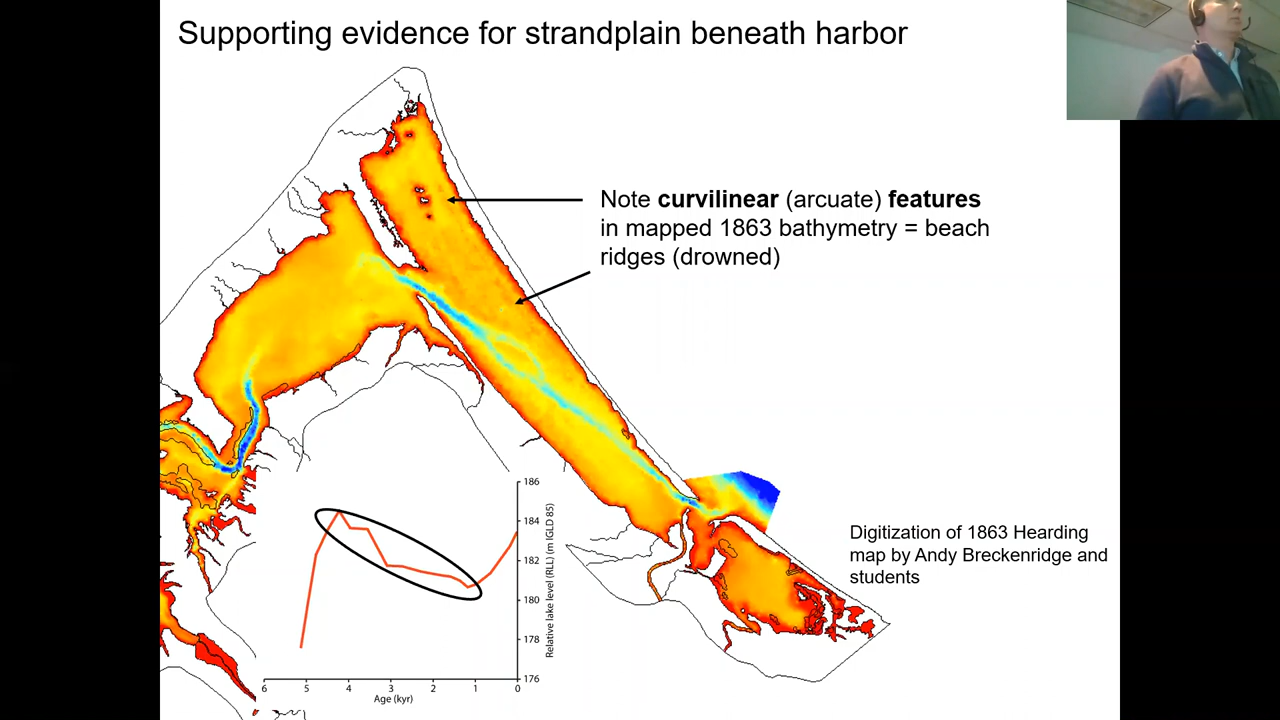 Supporting evidence for strandplain beneath harbor
Note curvilinear (arcuate) features
in mapped 1863 bathymetry = beach
ridges (drowned)
Digitization of 1863 Hearding
map by Andy Breckenridge and
students
186
184
182
180
178
176
Relative lake level (RLL) (m IGLD 85)
6 5 4 3 2 1 0
Age (kyr)